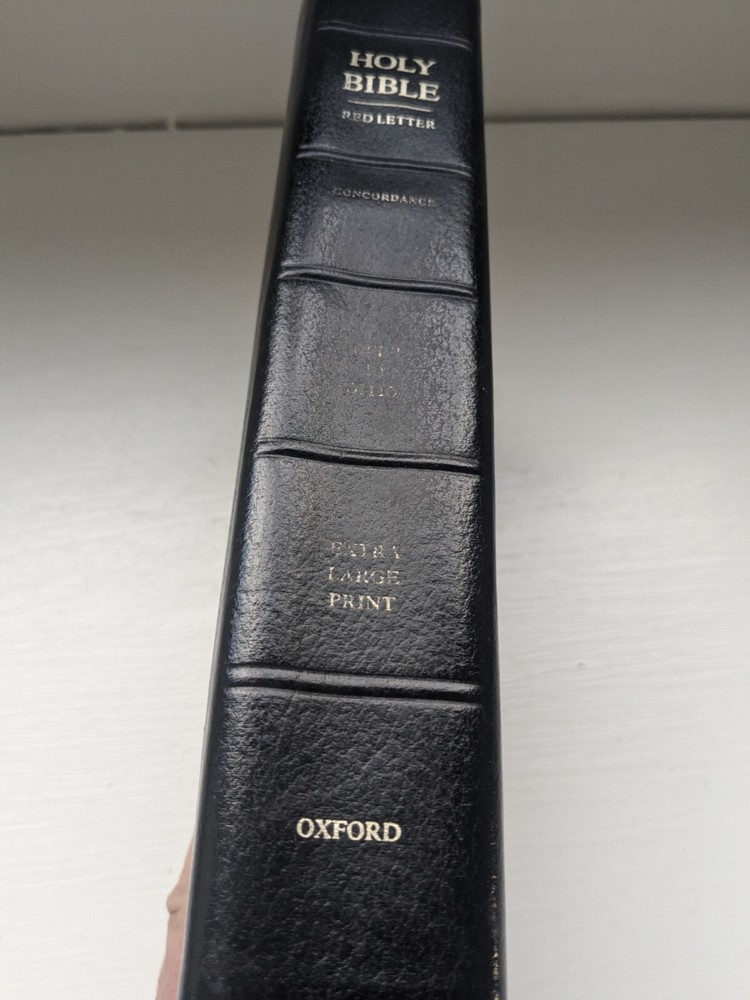 HOLY
BIBLE
RED LETTER
CONCORDANCE
EXTRA
LARGE
PRINT
OXFORD